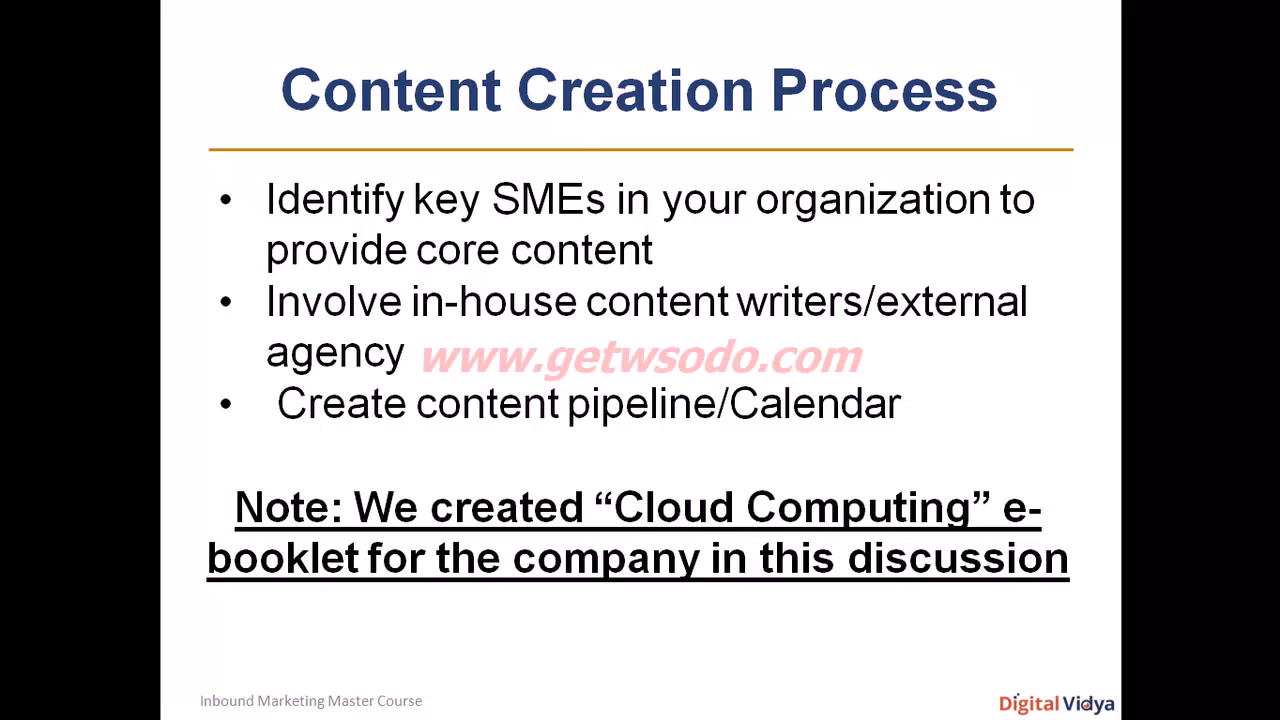 Content Creation Process
• Identify key SMEs in your organization to
provide core content
• Involve in-house content writers/external
agency
www.getwsodo.com
• Create content pipeline/Calendar
Note: We created “Cloud Computing” e-
booklet for the company in this discussion
Inbound Marketing Master Course
Digital Vidya